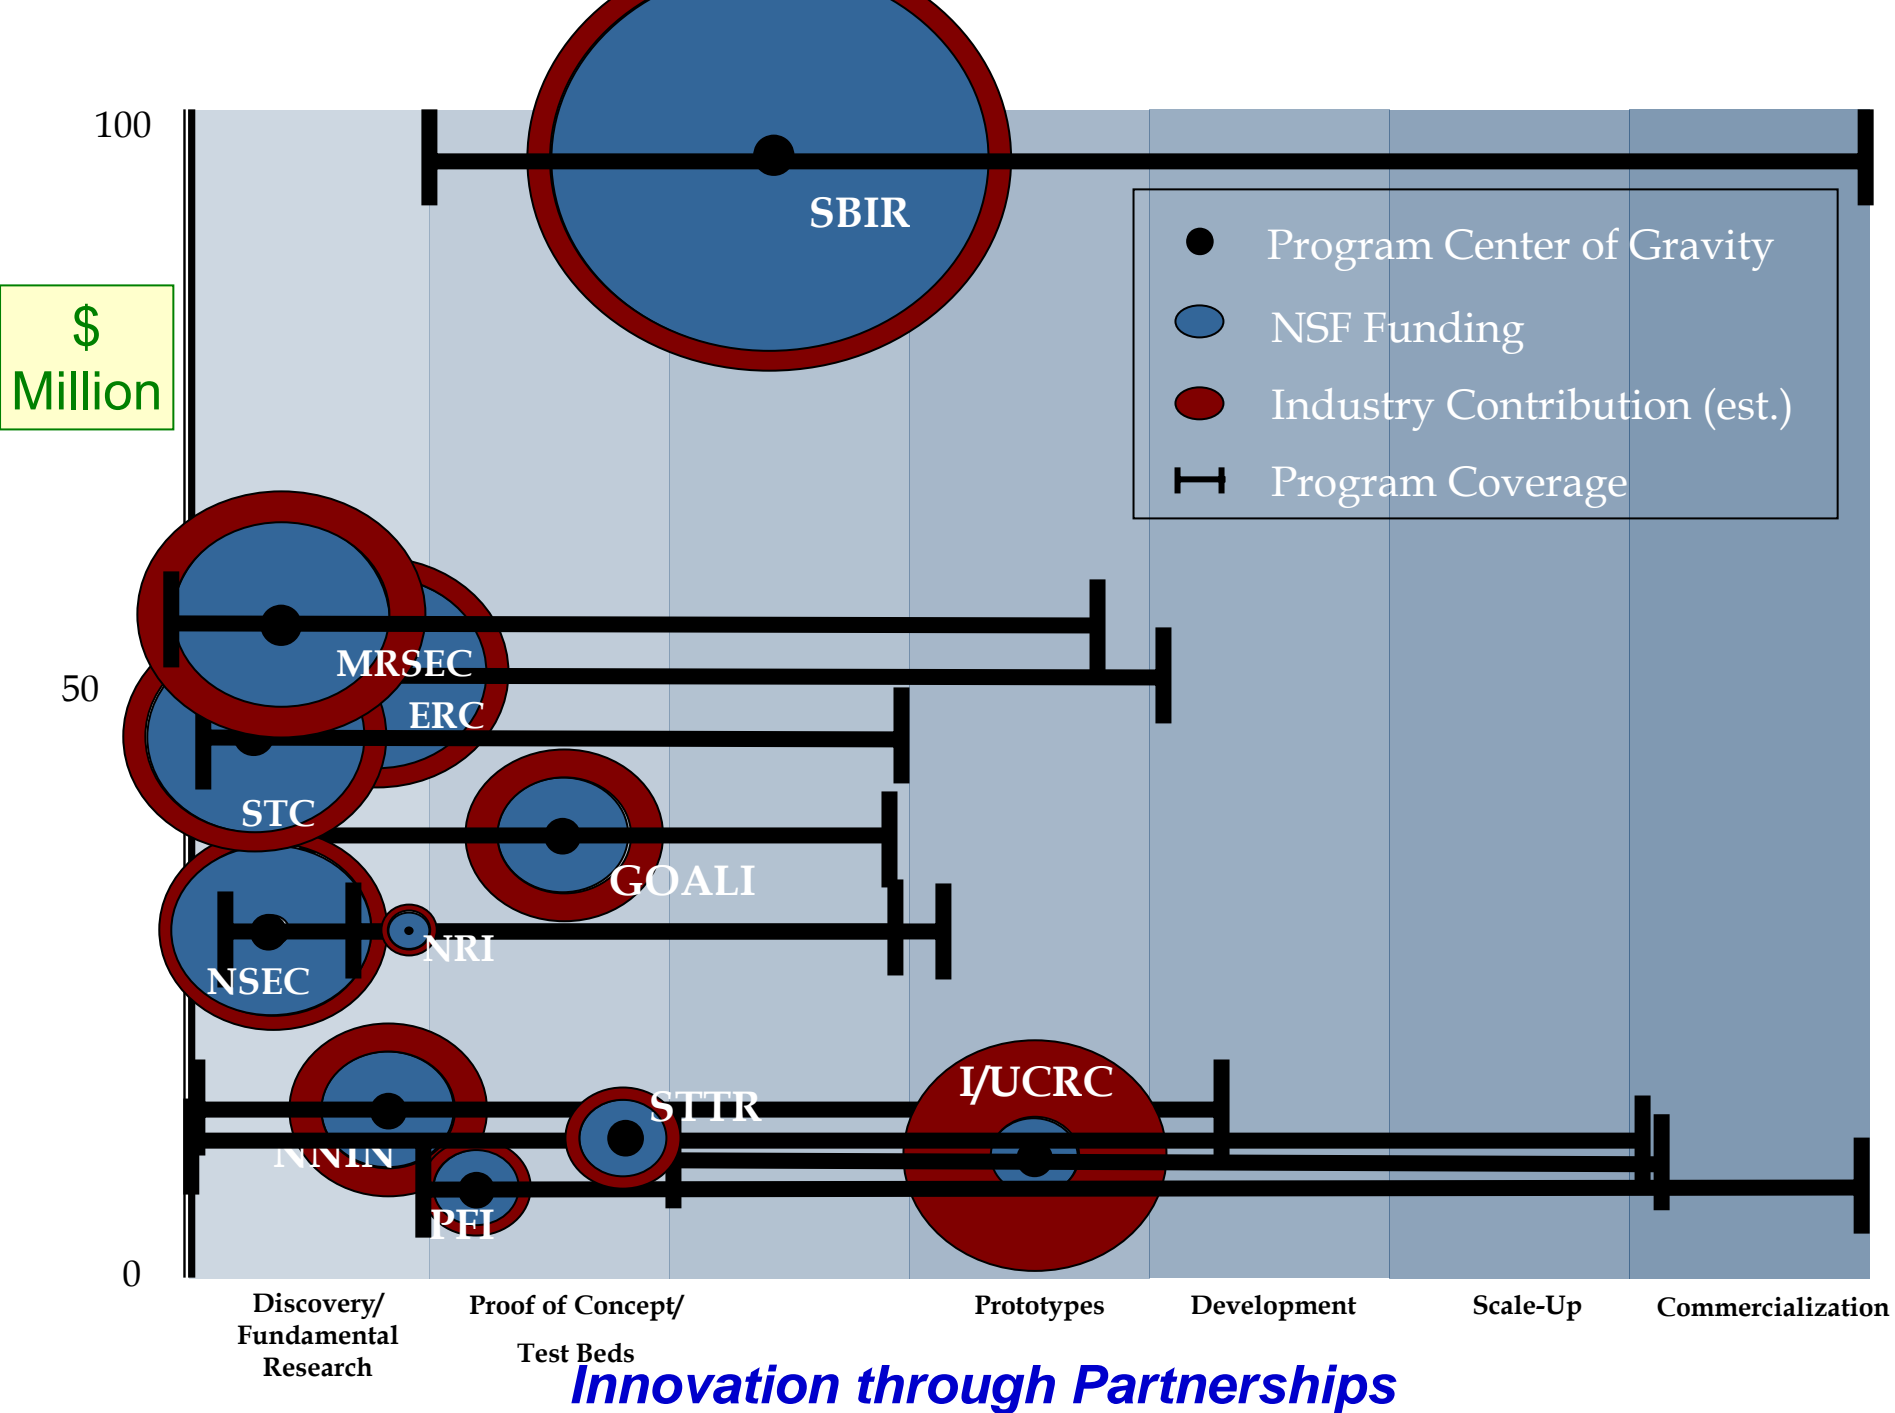 100
SBIR
Program Center of Gravity
$
Million
NSF Funding
Industry Contribution (est.)
Program Coverage
MRSEC
50
ERC
STC
GOALI
NRI
NSEC
I/UCRC
STTR
NNIN
PFI
0
Discovery/
Fundamental
Research
Proof of Concept/
Test Beds
Prototypes
Development
Scale-Up
Commercialization
Innovation through Partnerships